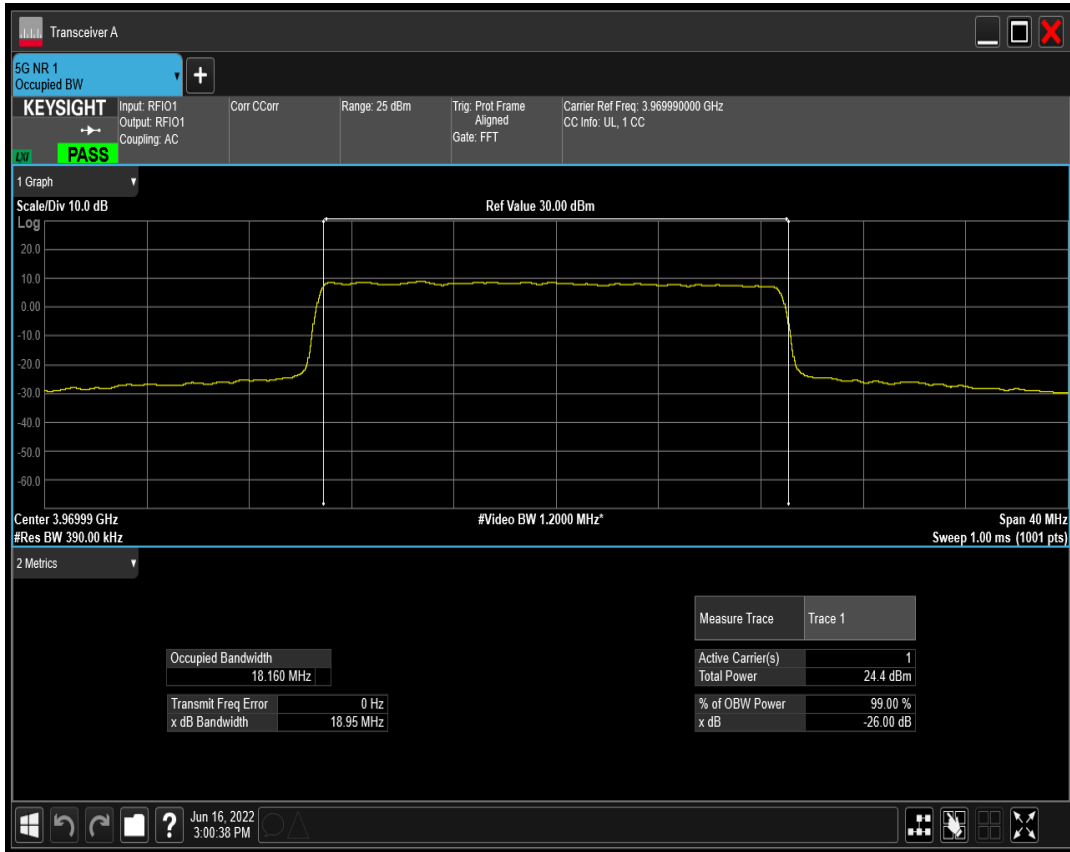 Transceiver A
5G NR 1
Occupied BW
+
KEYSIGHT
LXI
PASS
Input: RFIO1
Output: RFIO1
Coupling: AC
Corr CCorr
Range: 25 dBm
Trig: Prot Frame
Aligned
Gate: FFT
Carrier Ref Freq: 3.969990000 GHz
CC Info: UL, 1 CC
1 Graph
Scale/Div 10.0 dB
Ref Value 30.00 dBm
Log
20.0
10.0
0.00
-10.0
-20.0
-30.0
-40.0
-50.0
-60.0
Center 3.96999 GHz
#Video BW 1.2000 MHz*
Span 40 MHz
#Res BW 390.00 kHz
Sweep 1.00 ms (1001 pts)
2 Metrics
Measure Trace Trace 1
Occupied Bandwidth
18.160 MHz
Active Carrier(s) 1
Total Power 24.4 dBm
Transmit Freq Error 0 Hz
x dB Bandwidth 18.95 MHz
% of OBW Power 99.00 %
x dB -26.00 dB
?
Jun 16, 2022
3:00:38 PM